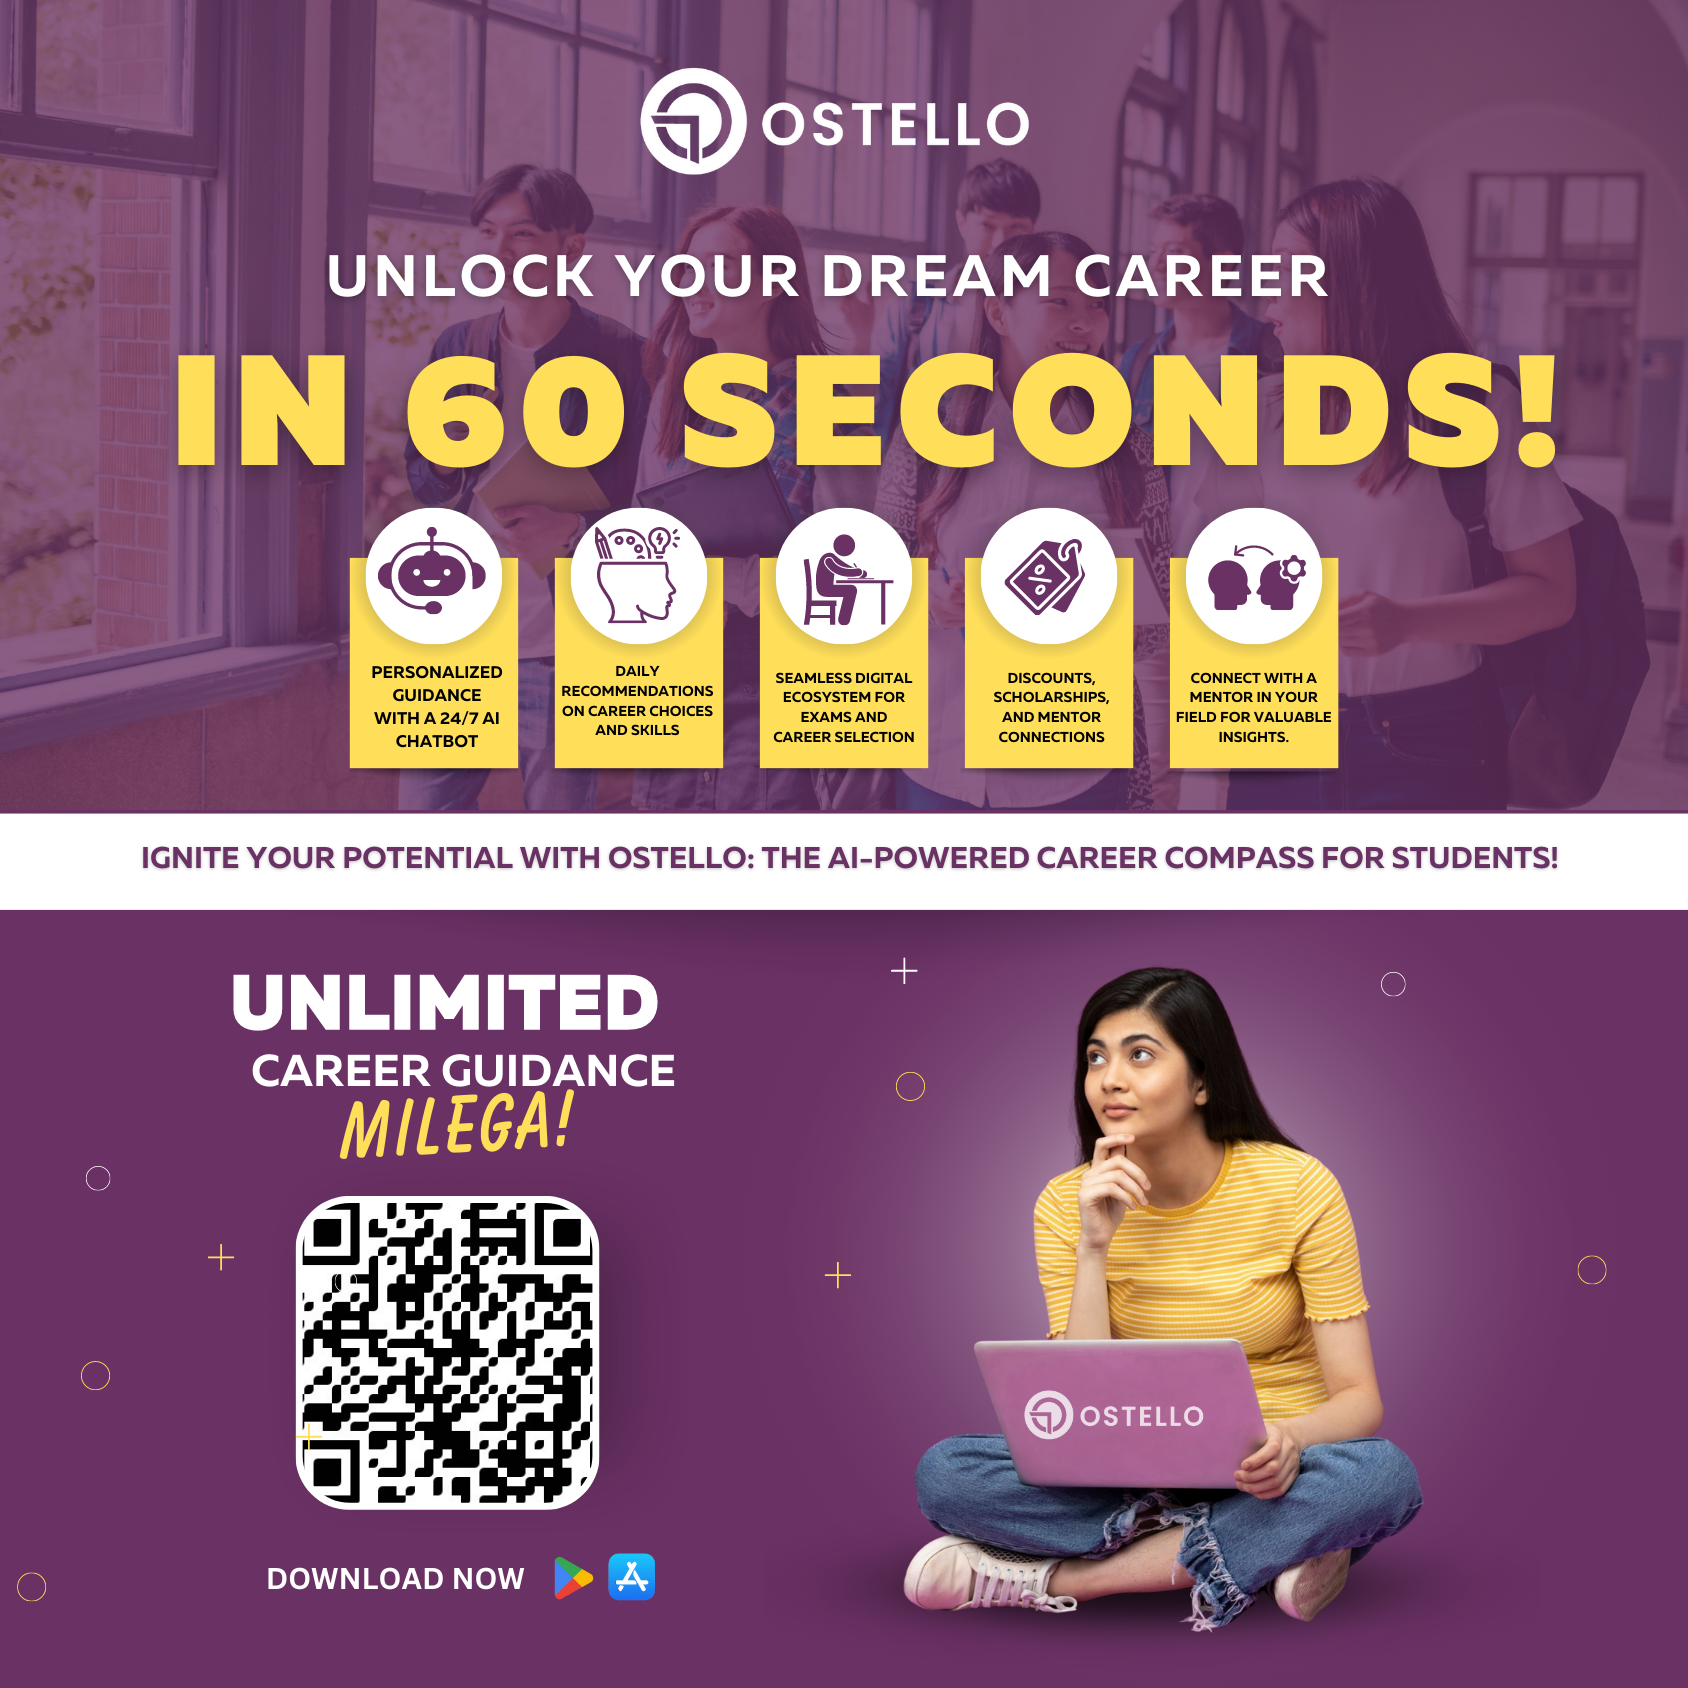 OSTELLO
UNLOCK YOUR DREAM CAREER
IN 60 SECONDS!
PERSONALIZED
GUIDANCE
WITH A 24/7 AI
CHATBOT
DAILY
RECOMMENDATIONS
ON CAREER CHOICES
AND SKILLS
SEAMLESS DIGITAL
ECOSYSTEM FOR
EXAMS AND
CAREER SELECTION
DISCOUNTS,
SCHOLARSHIPS,
AND MENTOR
CONNECTIONS
CONNECT WITH A
MENTOR IN YOUR
FIELD FOR VALUABLE
INSIGHTS.
IGNITE YOUR POTENTIAL WITH OSTELLO: THE AI-POWERED CAREER COMPASS FOR STUDENTS!
UNLIMITED
CAREER GUIDANCE
MILEGA!
OSTELLO
DOWNLOAD NOW